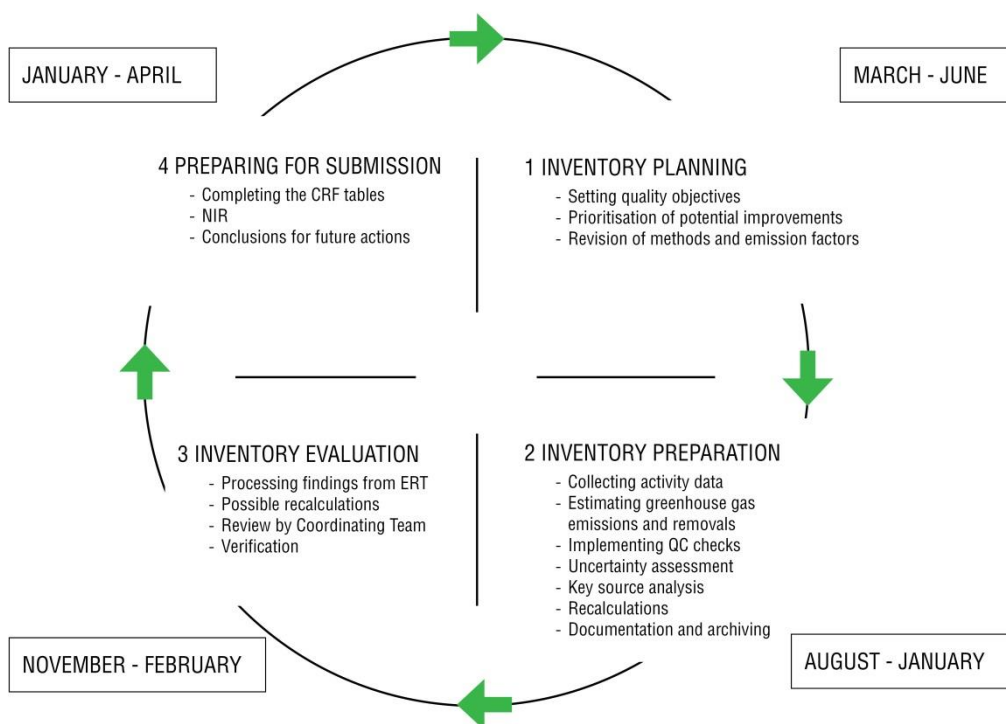 JANUARY - APRIL
MARCH - JUNE
4 PREPARING FOR SUBMISSION
- Completing the CRF tables
- NIR
- Conclusions for future actions
1 INVENTORY PLANNING
- Setting quality objectives
- Prioritisation of potential improvements
- Revision of methods and emission factors
3 INVENTORY EVALUATION
- Processing findings from ERT
- Possible recalculations
- Review by Coordinating Team
- Verification
2 INVENTORY PREPARATION
- Collecting activity data
- Estimating greenhouse gas
emissions and removals
- Implementing QC checks
- Uncertainty assessment
- Key source analysis
- Recalculations
- Documentation and archiving
NOVEMBER - FEBRUARY
AUGUST - JANUARY